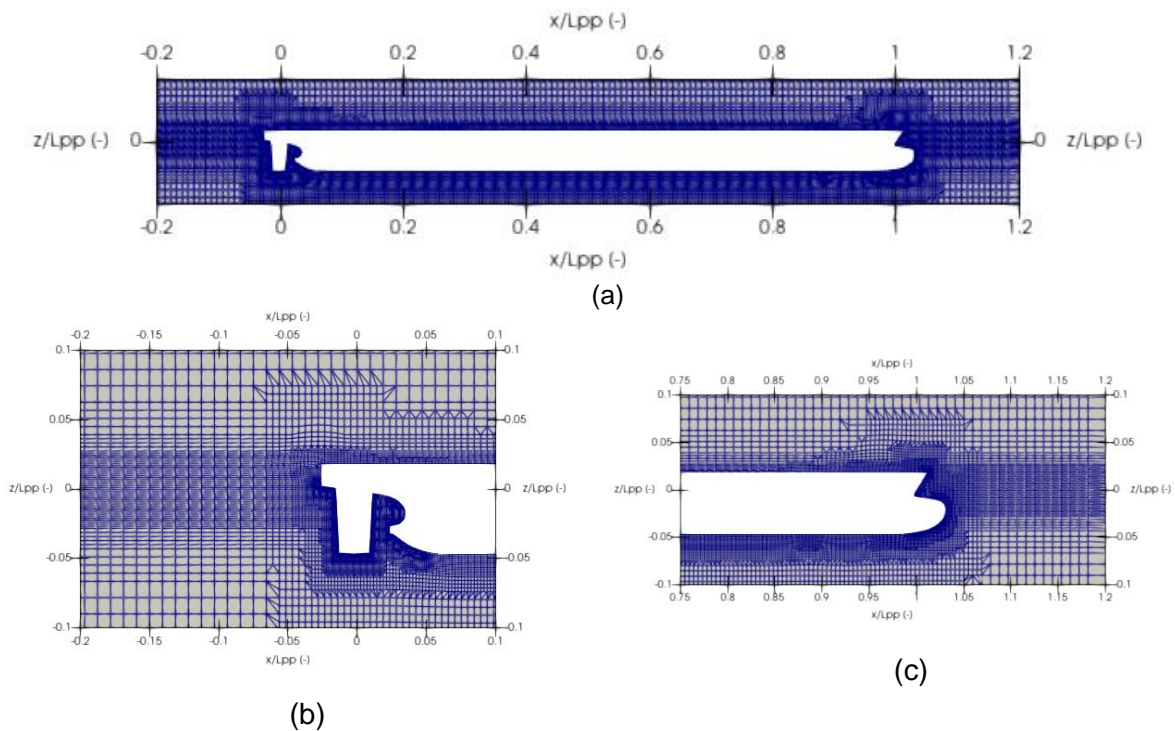 x/Lpp (-)
-0.2 0 0.2 0.4 0.6 0.8 1 1.2
z/Lpp (-) 0 0 z/Lpp (-)
-0.2 0 0.2 0.4 0.6 0.8 1 1.2
x/Lpp (-)
(a)
x/Lpp (-)
-0.2 -0.15 -0.1 -0.05 0 0.05 0.1
0.1 0.1
0.05 0.05
z/Lpp (-) 0 0 z/Lpp (-)
-0.05 -0.05
-0.1 -0.1
-0.2 -0.15 -0.1 -0.05 0 0.05 0.1
x/Lpp (-)
(b)
x/Lpp (-)
0.75 0.8 0.85 0.9 0.95 1 1.05 1.1 1.15 1.2
0.1 0.1
0.05 0.05
z/Lpp (-) 0 0 z/Lpp (-)
-0.05 -0.05
-0.1 -0.1
0.75 0.8 0.85 0.9 0.95 1 1.05 1.1 1.15 1.2
x/Lpp (-)
(c)